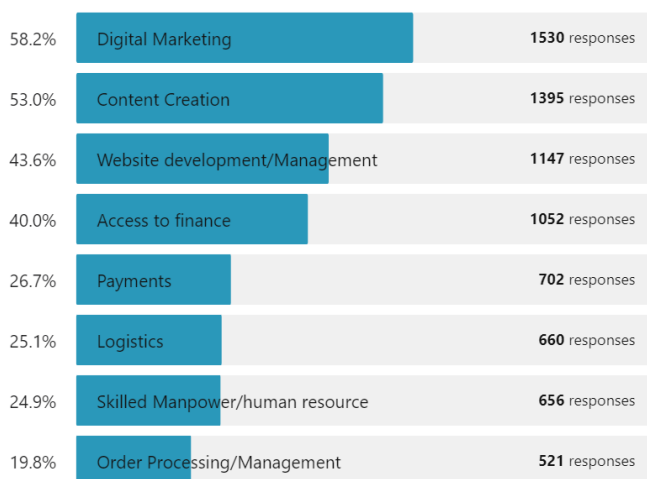 58.2% Digital Marketing 1530 responses
53.0% Content Creation 1395 responses
43.6% Website development/Management 1147 responses
40.0% Access to finance 1052 responses
26.7% Payments 702 responses
25.1% Logistics 660 responses
24.9% Skilled Manpower/human resource 656 responses
19.8% Order Processing/Management 521 responses